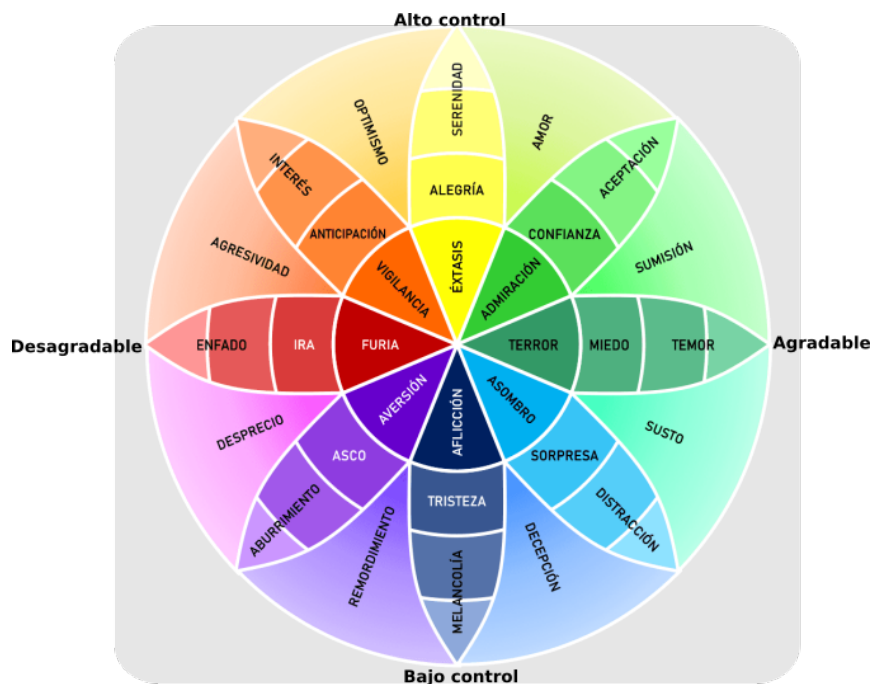 Alto control
SERENIDAD
OPTIMISMO
AMOR
INTERÉS
ACEPTACIÓN
ALEGRÍA
ANTICIPACIÓN
CONFIANZA
AGRESIVIDAD
SUMISIÓN
VIGILANCIA
ÉXTASIS
ADMIRACIÓN
Desagradable
ENFADO
IRA
FURIA
TERROR
MIEDO
TEMOR
Agradable
AVERSIÓN
AFLICCIÓN
ASOMBRO
DESPRECIO
SUSTO
ASCO
SORPRESA
TRISTEZA
ABURRIMIENTO
DISTRACCIÓN
REMORDIMIENTO
DECEPCIÓN
MELANCOLÍA
Bajo control